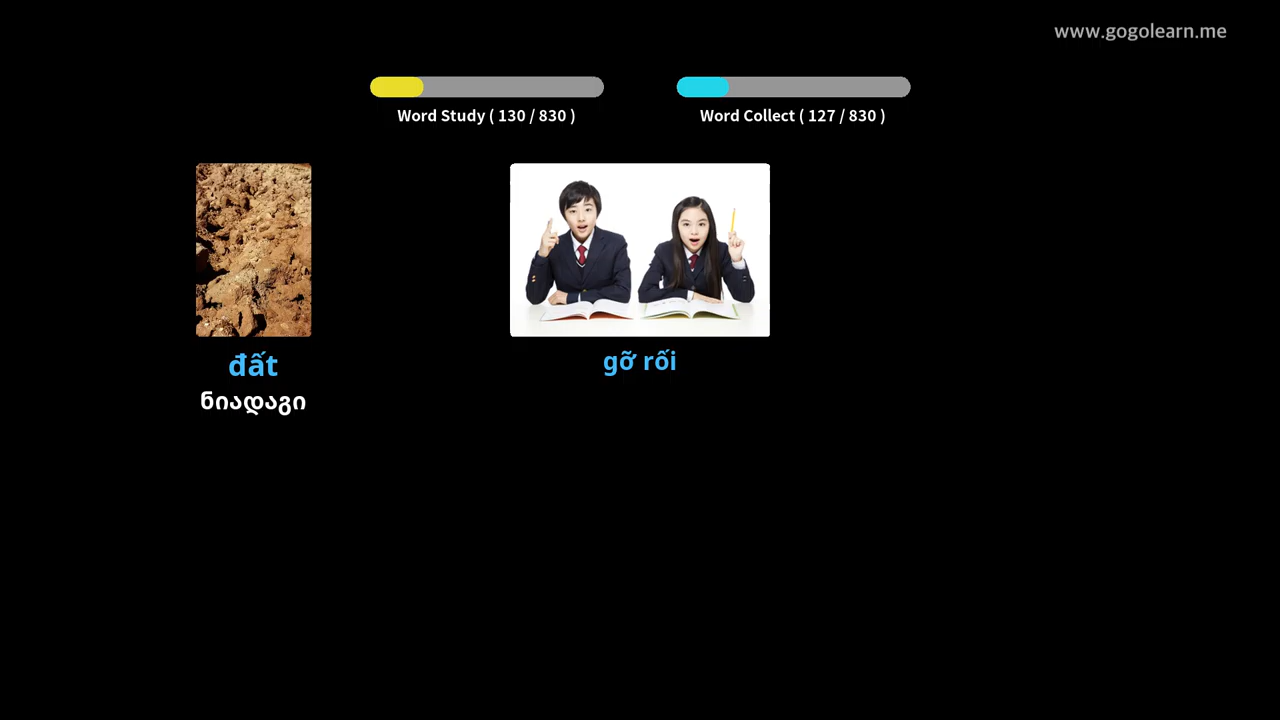 www.gogolearn.me
Word Study ( 130 / 830 )
Word Collect ( 127 / 830 )
đất
ნიადაგი
gỡ rối